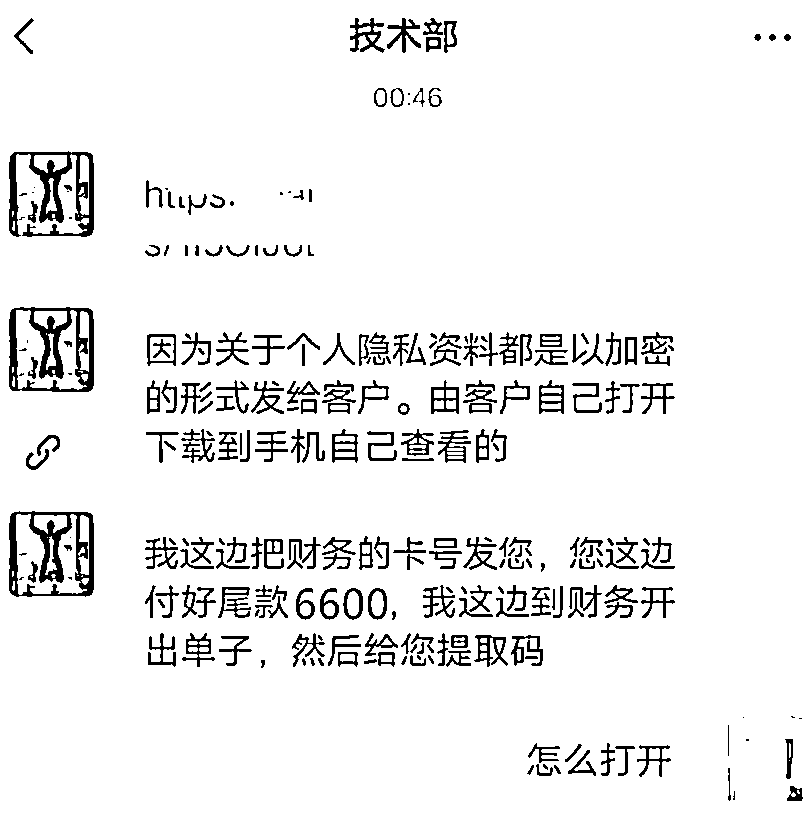 技术部
00:46
https:
因为关于个人隐私资料都是以加密
的形式发给客户。由客户自己打开
下载到手机自己查看的
我这边把财务的卡号发您，您这边
付好尾款6600，我这边到财务开
出单子，然后给您提取码
怎么打开